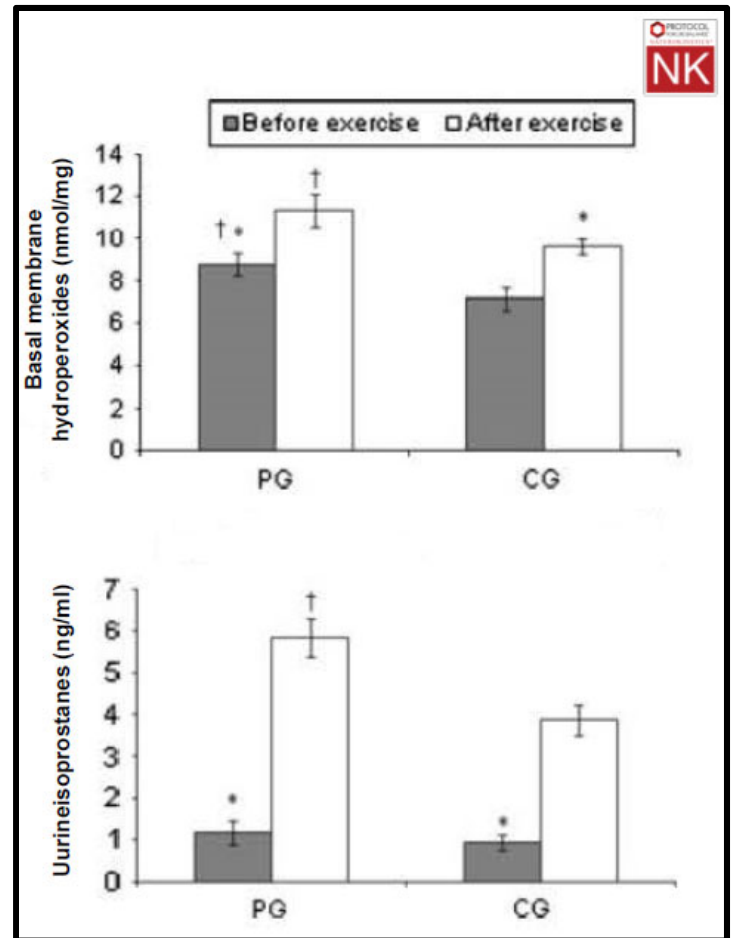 PROTOCOL
NK
Before exercise After exercise
Basal membrane
hydroperoxides (nmol/mg)
14
12
10
8
6
4
2
0
†
† *
*
PG CG
Uurineisoprostanes (ng/ml)
7
6
5
4
3
2
1
0
†
*
*
PG CG